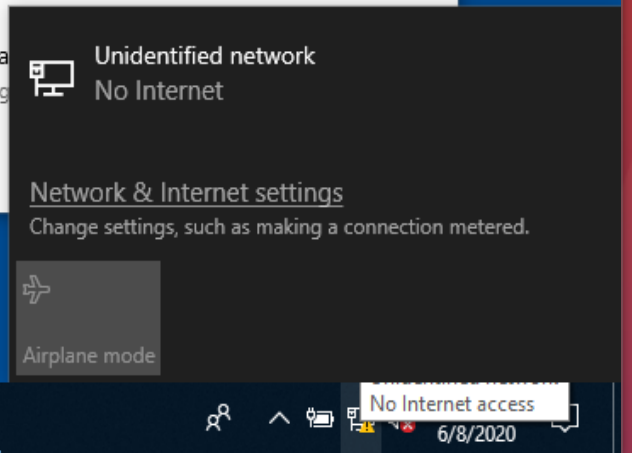 Unidentified network
No Internet
Network & Internet settings
Change settings, such as making a connection metered.
Airplane mode
No Internet access
6/8/2020